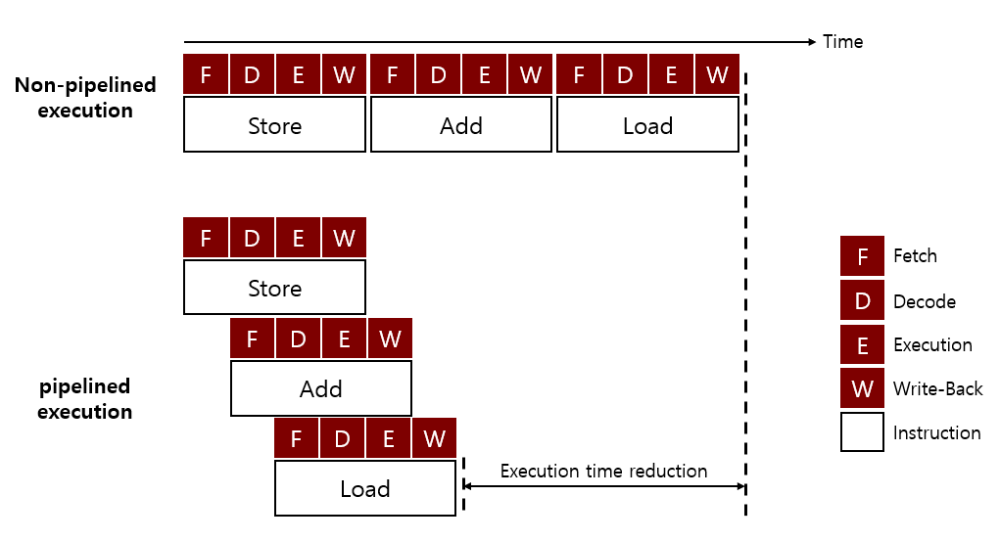 Time
F D E W F D E W F D E W
Non-pipelined
execution
Store Add Load
F D E W
Store
F D E W
pipelined
execution
Add
F D E W
Load
Execution time reduction
F Fetch
D Decode
E Execution
W Write-Back
Instruction